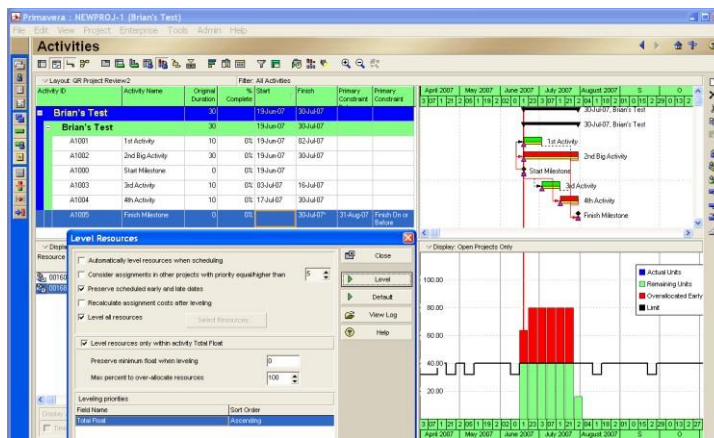 Primavera : NEWPROJ-1 (Brian's Test)
File Edit View Project Enterprise Tools Admin Help
Activities
Layout: QR Project Review2 Filter: All Activities
Activity ID Activity Name Original Duration % Complete Start Finish Primary Constraint Primary Constraint
April 2007 May 2007 June 2007 July 2007 August 2007 S O
Brian's Test 30 19-Jun-07 30-Jul-07
30-Jul-07, Brian's Test
Brian's Test 30 19-Jun-07 30-Jul-07
30-Jul-07, Brian's Test
A1001 1st Activity 10 0% 19-Jun-07 02-Jul-07
1st Activity
A1002 2nd Big Activity 30 0% 19-Jun-07 30-Jul-07
2nd Big Activity
A1000 Start Milestone 0 0% 19-Jun-07
Start Milestone
A1003 3rd Activity 10 0% 03-Jul-07 16-Jul-07
3rd Activity
A1004 4th Activity 10 0% 17-Jul-07 30-Jul-07
4th Activity
A1005 Finish Milestone 0 0% 30-Jul-07* 31-Aug-07 Finish On or Before
Finish Milestone
Level Resources
Automatically level resources when scheduling
Consider assignments in other projects with priority equal/higher than 5
Preserve scheduled early and late dates
Recalculate assignment costs after leveling
Level all resources Select Resources...
Level resources only within activity Total Float
Preserve minimum float when leveling 0
Max percent to over-allocate resources 100
Leveling priorities
Field Name Sort Order
Total Float Ascending
Close
Level
Default
View Log
Help
Display: Open Projects Only
100.00
80.00
60.00
40.00
20.00
Actual Units
Remaining Units
Overallocated Early
Limit
April 2007 May 2007 June 2007 July 2007 August 2007 S O